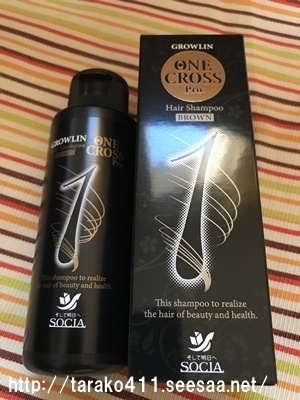 GROWLIN
ONE
CROSS
Pro
This shampoo to realize
the hair of beauty and health.
そして明日へ
SOCIA
GROWLIN
ONE
CROSS
Pro
Hair Shampoo
BROWN
This shampoo to realize
the hair of beauty and health.
そして明日へ
SOCIA
http://tarako411.seesaa.net/